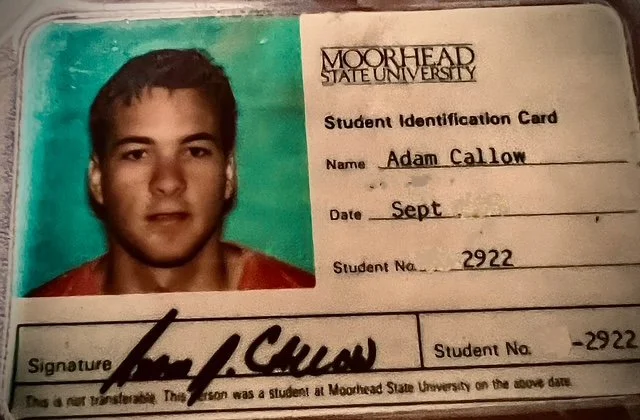 MOORHEAD
STATE UNIVERSITY
Student Identification Card
Name Adam Callow
Date Sept
Student No. 2922
Signature J. Callow
Student No. -2922
This is not transferable. This person was a student at Moorhead State University on the above date.